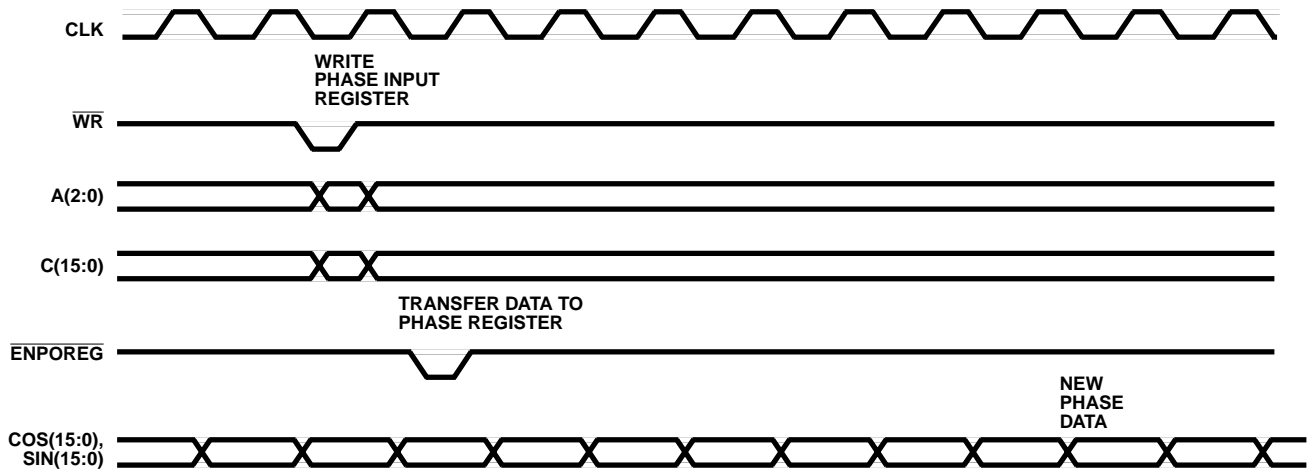 CLK
WRITE
PHASE INPUT
REGISTER
WR
A(2:0)
C(15:0)
TRANSFER DATA TO
PHASE REGISTER
ENPOREG
NEW
PHASE
DATA
COS(15:0),
SIN(15:0)